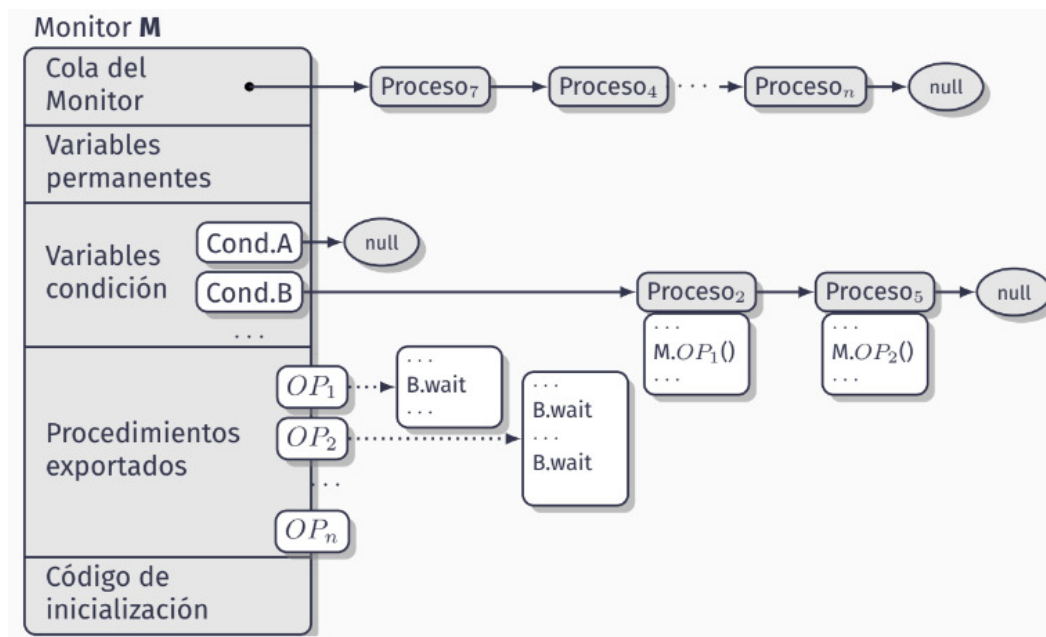 Monitor M
Cola del
Monitor
Proceso₇
Proceso₄
· · ·
Procesoₙ
null
Variables
permanentes
Variables
condición
Cond.A
null
Cond.B
Proceso₂
Proceso₅
null
. . .
. . .
M.OP₁()
. . .
. . .
M.OP₂()
. . .
Procedimientos
exportados
OP₁
. . .
B.wait
. . .
OP₂
. . .
B.wait
. . .
B.wait
. . .
OPₙ
Código de
inicialización